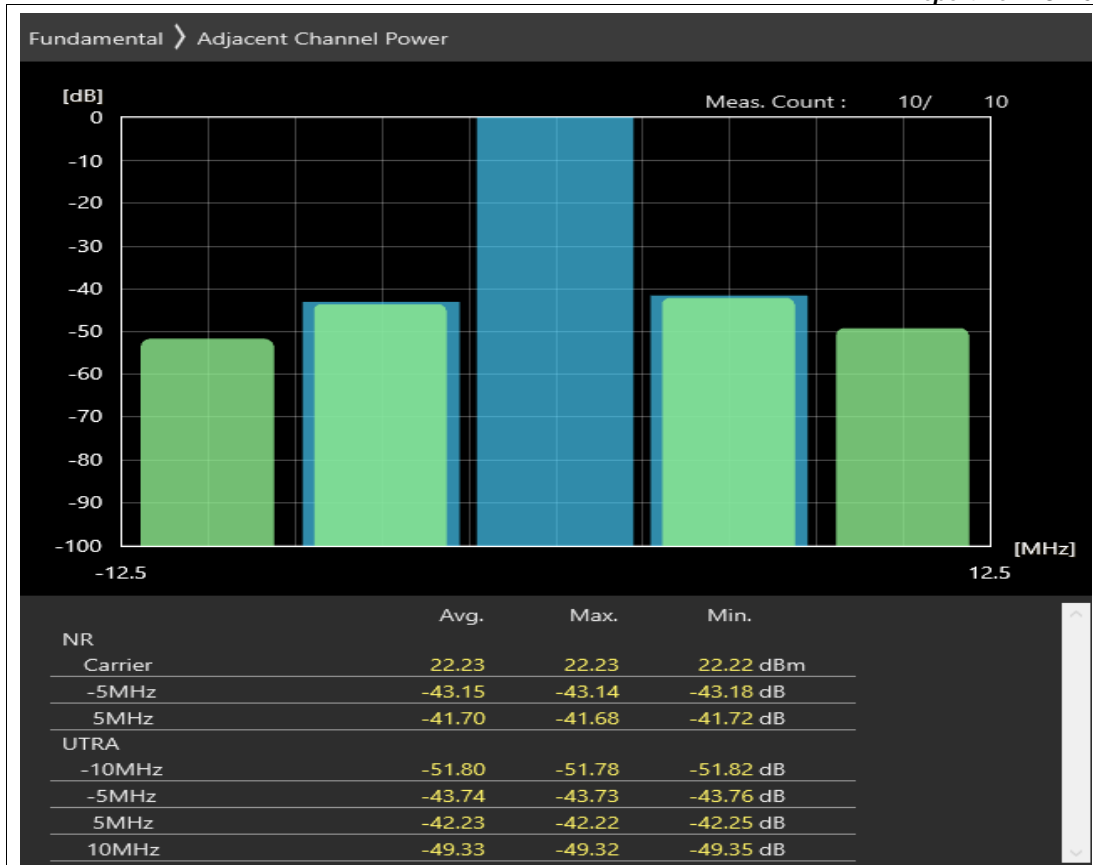 Fundamental ❯ Adjacent Channel Power
[dB]
Meas. Count : 10/ 10
0
-10
-20
-30
-40
-50
-60
-70
-80
-90
-100
[MHz]
-12.5 12.5
Avg. Max. Min.
NR
Carrier 22.23 22.23 22.22 dBm
-5MHz -43.15 -43.14 -43.18 dB
5MHz -41.70 -41.68 -41.72 dB
UTRA
-10MHz -51.80 -51.78 -51.82 dB
-5MHz -43.74 -43.73 -43.76 dB
5MHz -42.23 -42.22 -42.25 dB
10MHz -49.33 -49.32 -49.35 dB